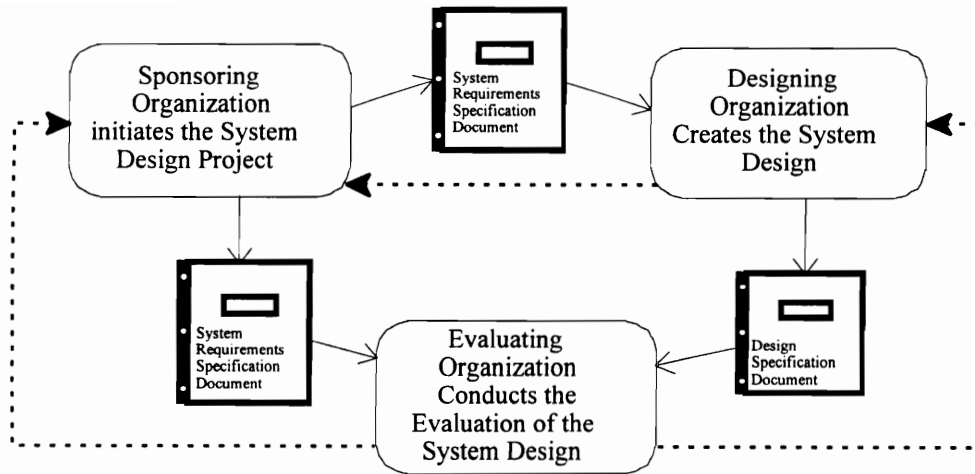 Sponsoring
Organization
initiates the System
Design Project
System
Requirements
Specification
Document
Designing
Organization
Creates the System
Design
System
Requirements
Specification
Document
Evaluating
Organization
Conducts the
Evaluation of the
System Design
Design
Specification
Document